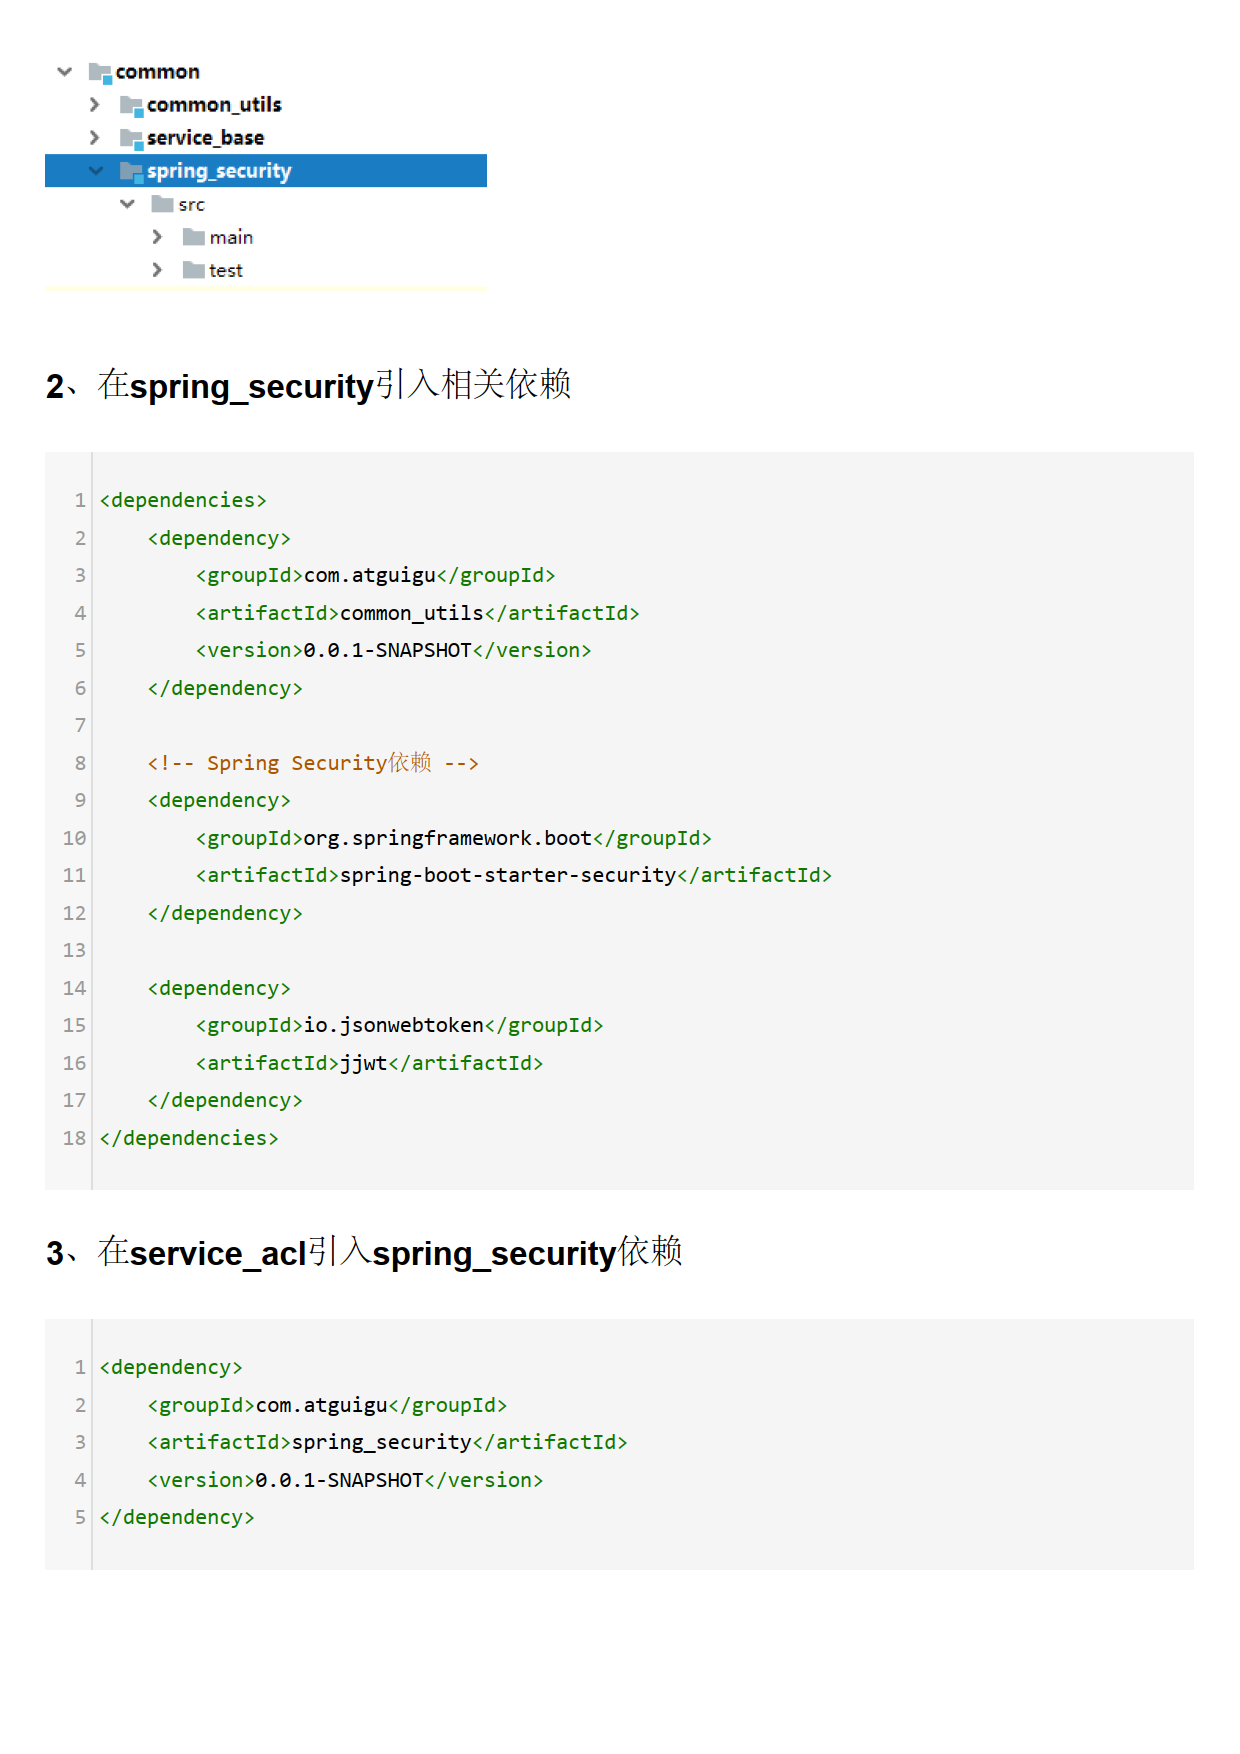 common
common_utils
service_base
spring_security
src
main
test
2、在spring_security引入相关依赖
1 <dependencies>
2     <dependency>
3         <groupId>com.atguigu</groupId>
4         <artifactId>common_utils</artifactId>
5         <version>0.0.1-SNAPSHOT</version>
6     </dependency>
7
8     <!-- Spring Security依赖 -->
9     <dependency>
10         <groupId>org.springframework.boot</groupId>
11         <artifactId>spring-boot-starter-security</artifactId>
12     </dependency>
13
14     <dependency>
15         <groupId>io.jsonwebtoken</groupId>
16         <artifactId>jjwt</artifactId>
17     </dependency>
18 </dependencies>
3、在service_acl引入spring_security依赖
1 <dependency>
2     <groupId>com.atguigu</groupId>
3     <artifactId>spring_security</artifactId>
4     <version>0.0.1-SNAPSHOT</version>
5 </dependency>